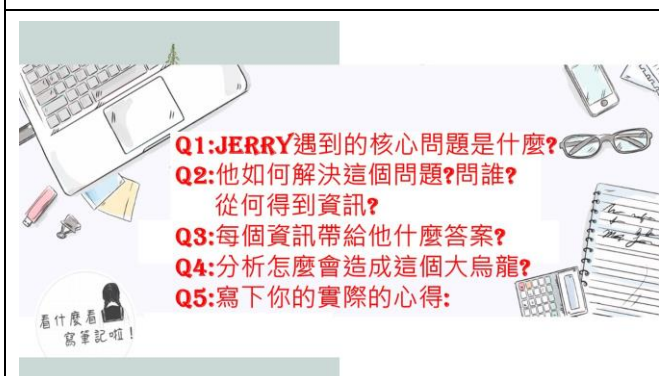 Q1:JERRY遇到的核心問題是什麼?
Q2:他如何解決這個問題?問誰?
從何得到資訊?
Q3:每個資訊帶給他什麼答案?
Q4:分析怎麼會造成這個大烏龍?
Q5:寫下你的實際的心得:
看什麼看
寫筆記啦!